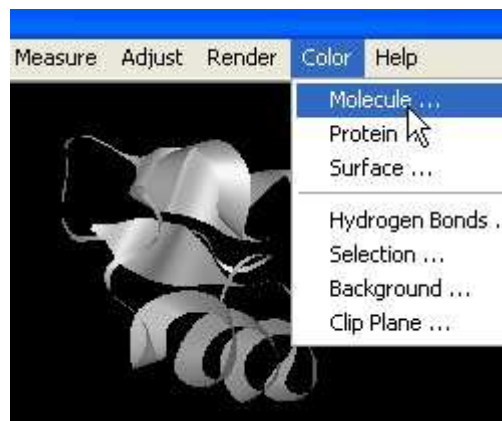 Measure Adjust Render Color Help
Molecule ...
Protein
Surface ...
Hydrogen Bonds .
Selection ...
Background ...
Clip Plane ...